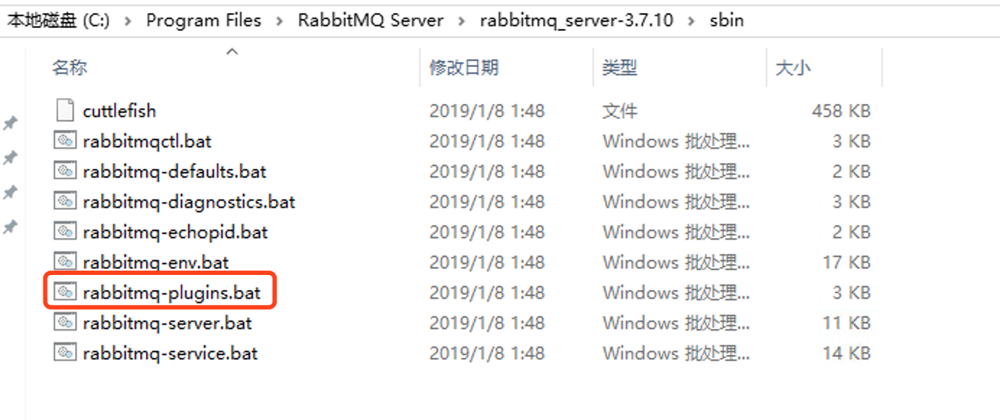 本地磁盘 (C:) > Program Files > RabbitMQ Server > rabbitmq_server-3.7.10 > sbin
名称 修改日期 类型 大小
cuttlefish 2019/1/8 1:48 文件 458 KB
rabbitmqctl.bat 2019/1/8 1:48 Windows 批处理... 3 KB
rabbitmq-defaults.bat 2019/1/8 1:48 Windows 批处理... 2 KB
rabbitmq-diagnostics.bat 2019/1/8 1:48 Windows 批处理... 3 KB
rabbitmq-echopid.bat 2019/1/8 1:48 Windows 批处理... 2 KB
rabbitmq-env.bat 2019/1/8 1:48 Windows 批处理... 17 KB
rabbitmq-plugins.bat 2019/1/8 1:48 Windows 批处理... 3 KB
rabbitmq-server.bat 2019/1/8 1:48 Windows 批处理... 11 KB
rabbitmq-service.bat 2019/1/8 1:48 Windows 批处理... 14 KB